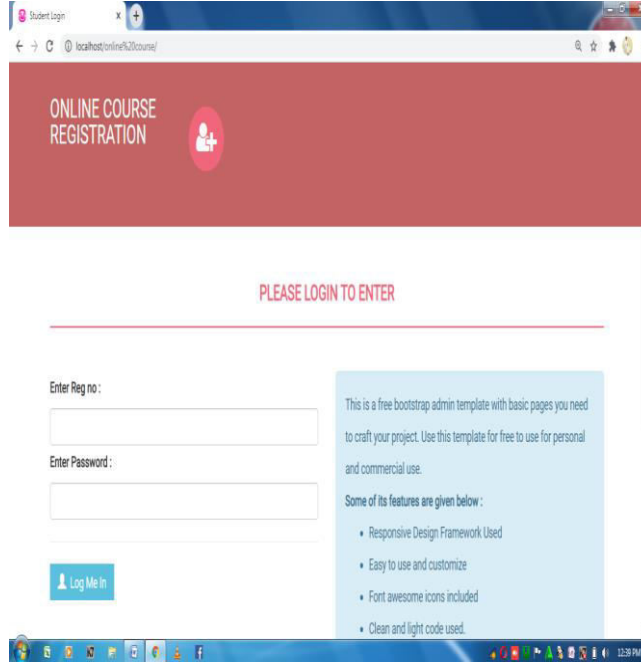 Student Login
localhost/online%20course/
ONLINE COURSE
REGISTRATION
PLEASE LOGIN TO ENTER
Enter Reg no :
Enter Password :
Log Me In
This is a free bootstrap admin template with basic pages you need
to craft your project. Use this template for free to use for personal
and commercial use.
Some of its features are given below :
• Responsive Design Framework Used
• Easy to use and customize
• Font awesome icons included
• Clean and light code used.
12:39 PM